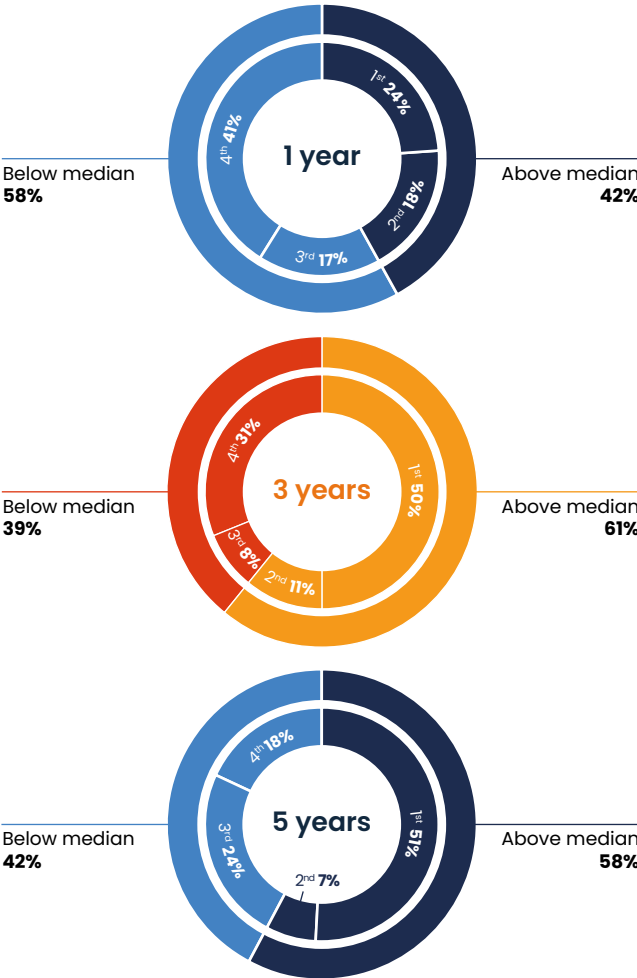 1st 24%
4th 41%
1 year
Below median
58%
Above median
42%
2nd 18%
3rd 17%
4th 31%
3 years
1st 50%
Below median
39%
Above median
61%
3rd 8%
2nd 11%
4th 18%
5 years
1st 51%
Below median
42%
Above median
58%
3rd 24%
2nd 7%